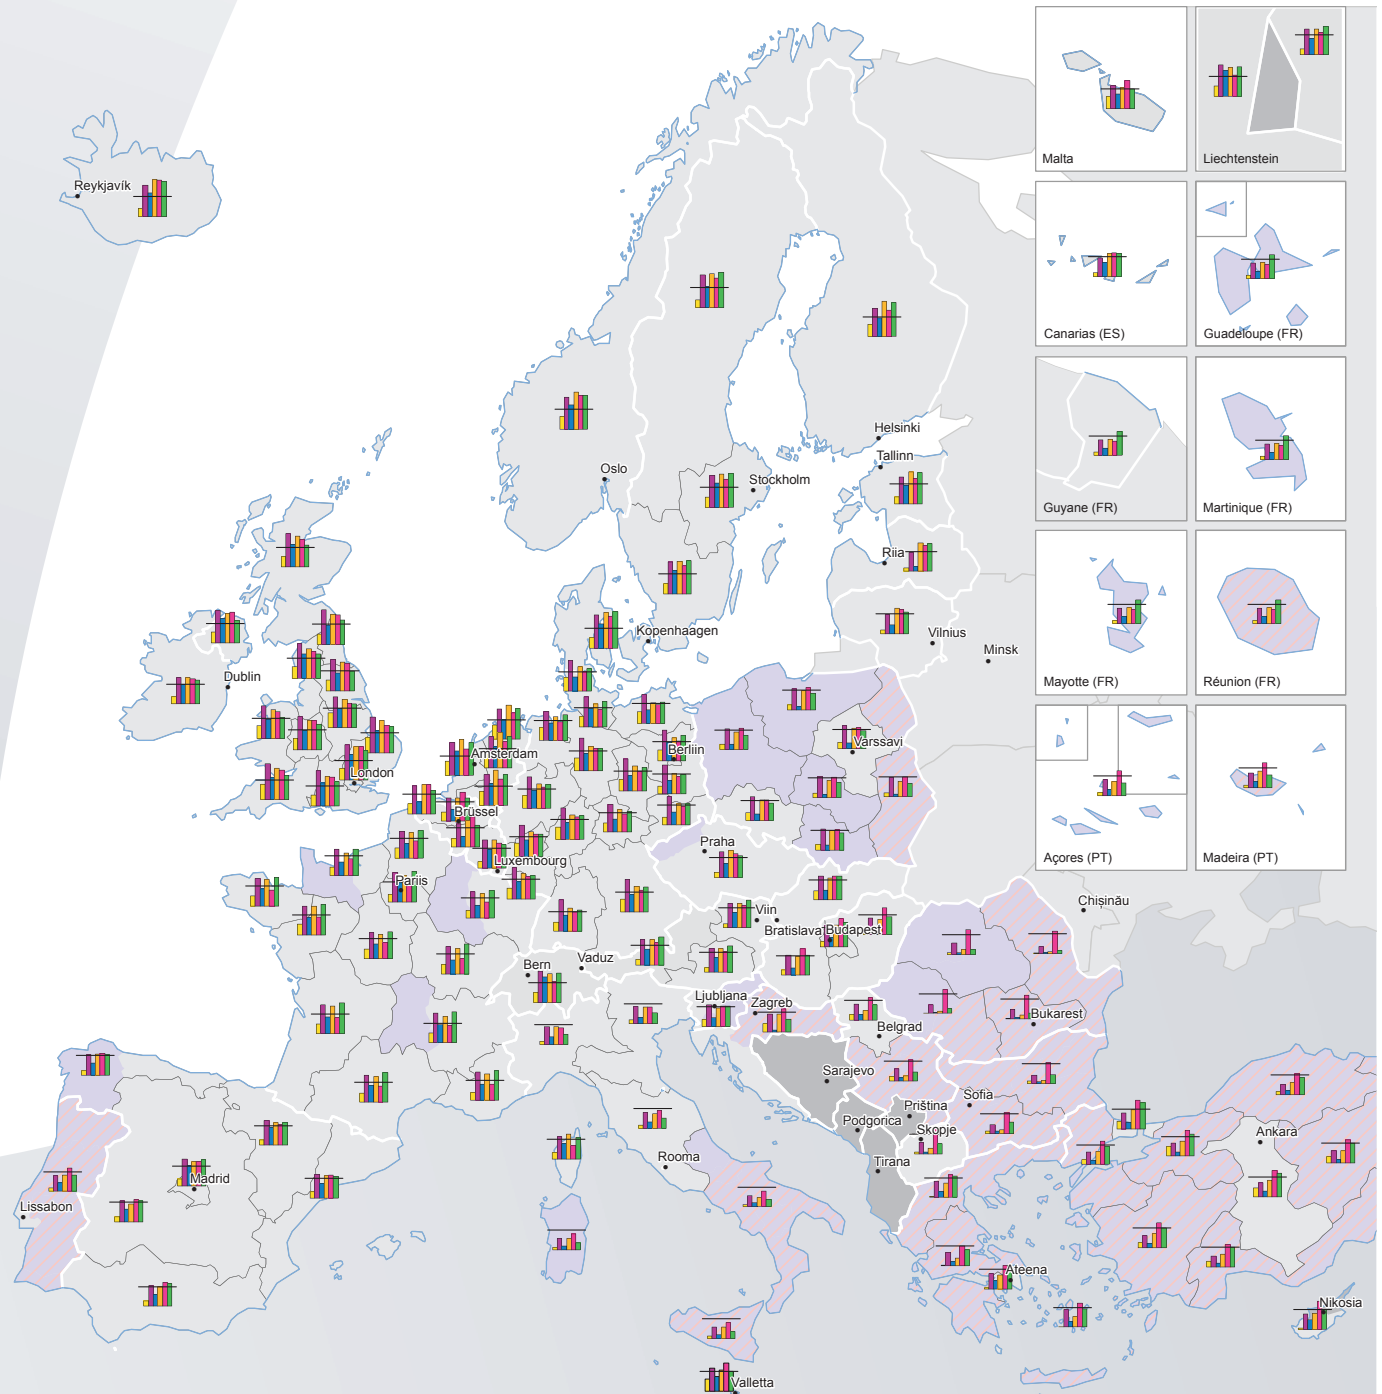 Malta
Liechtenstein
Reykjavík
Canarias (ES)
Guadeloupe (FR)
Helsinki
Tallinn
Oslo
Stockholm
Guyane (FR)
Martinique (FR)
Riia
Kopenhaagen
Vilnius
Minsk
Dublin
Mayotte (FR)
Réunion (FR)
Varssavi
Berliin
Amsterdam
London
Brüssel
Praha
Luxembourg
Açores (PT)
Madeira (PT)
Pariis
Chișinău
Viin
Bratislava
Budapest
Bern
Vaduz
Ljubljana
Zagreb
Bukarest
Belgrad
Sarajevo
Sofia
Priština
Podgorica
Skopje
Ankara
Rooma
Tirana
Madrid
Lissabon
Ateena
Nikosia
Valletta